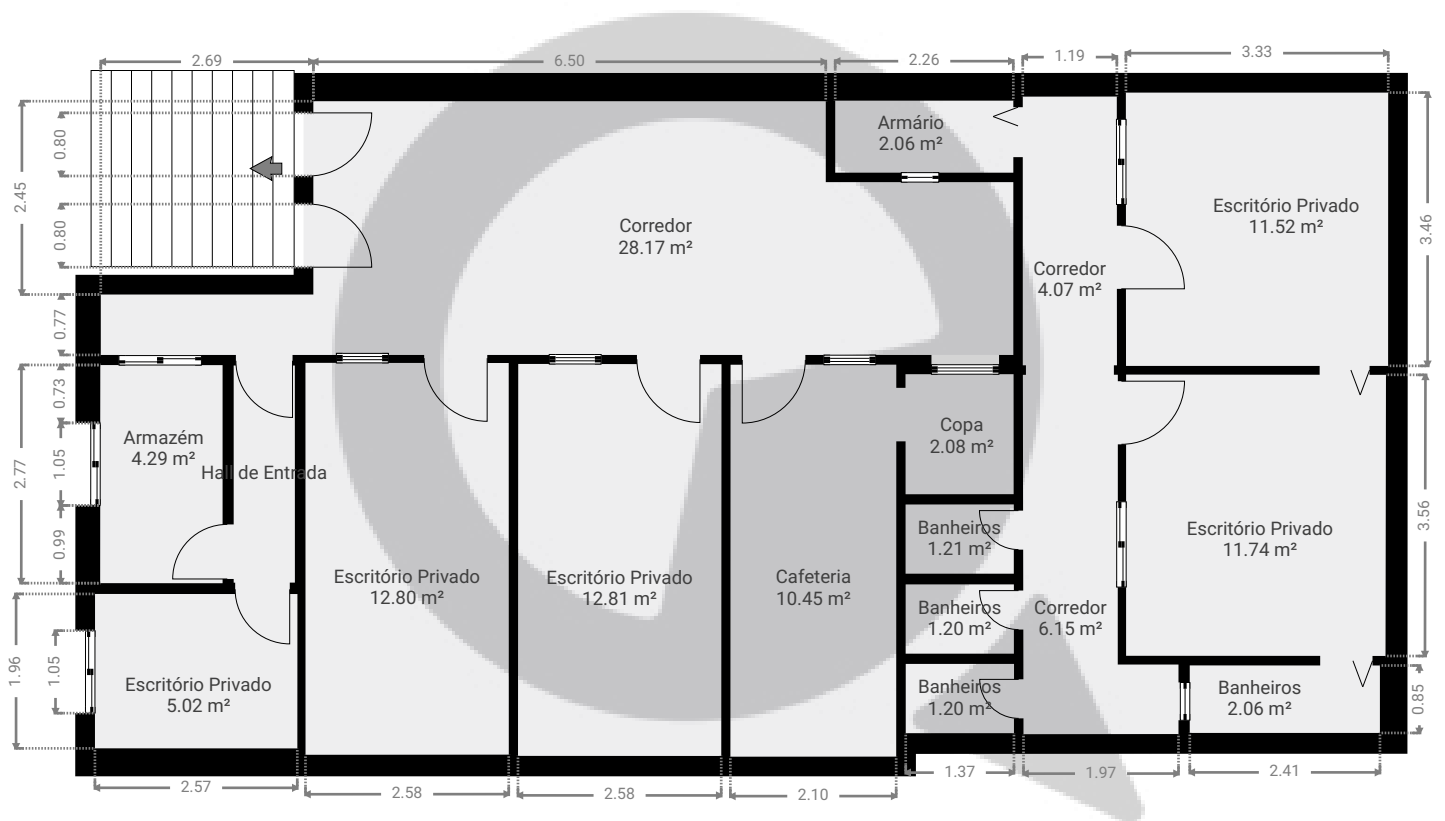 2.69
6.50
2.26
1.19
3.33
0.80
2.45
0.80
0.77
Armário
2.06 m²
Corredor
28.17 m²
Corredor
4.07 m²
Escritório Privado
11.52 m²
3.46
0.73
2.77
1.05
0.99
Armazém
4.29 m²
Hall de Entrada
Copa
2.08 m²
Escritório Privado
12.80 m²
Escritório Privado
12.81 m²
Cafeteria
10.45 m²
Banheiros
1.21 m²
Banheiros
1.20 m²
Banheiros
1.20 m²
Corredor
6.15 m²
Escritório Privado
11.74 m²
3.56
1.96
1.05
Escritório Privado
5.02 m²
Banheiros
2.06 m²
0.85
2.57
2.58
2.58
2.10
1.37
1.97
2.41